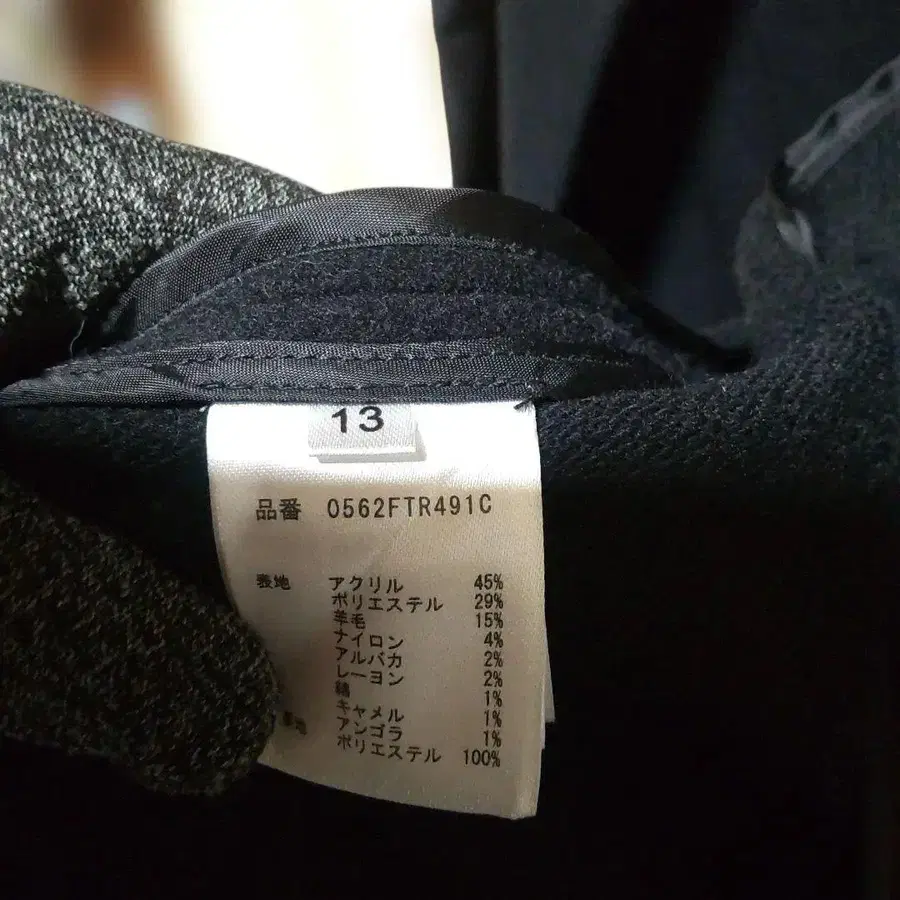 13
品番 0562FTR491C
表地 アクリル 45%
ポリエステル 29%
羊毛 15%
ナイロン 4%
アルパカ 2%
レーヨン 2%
綿 1%
キャメル 1%
アンゴラ 1%
地 ポリエステル 100%